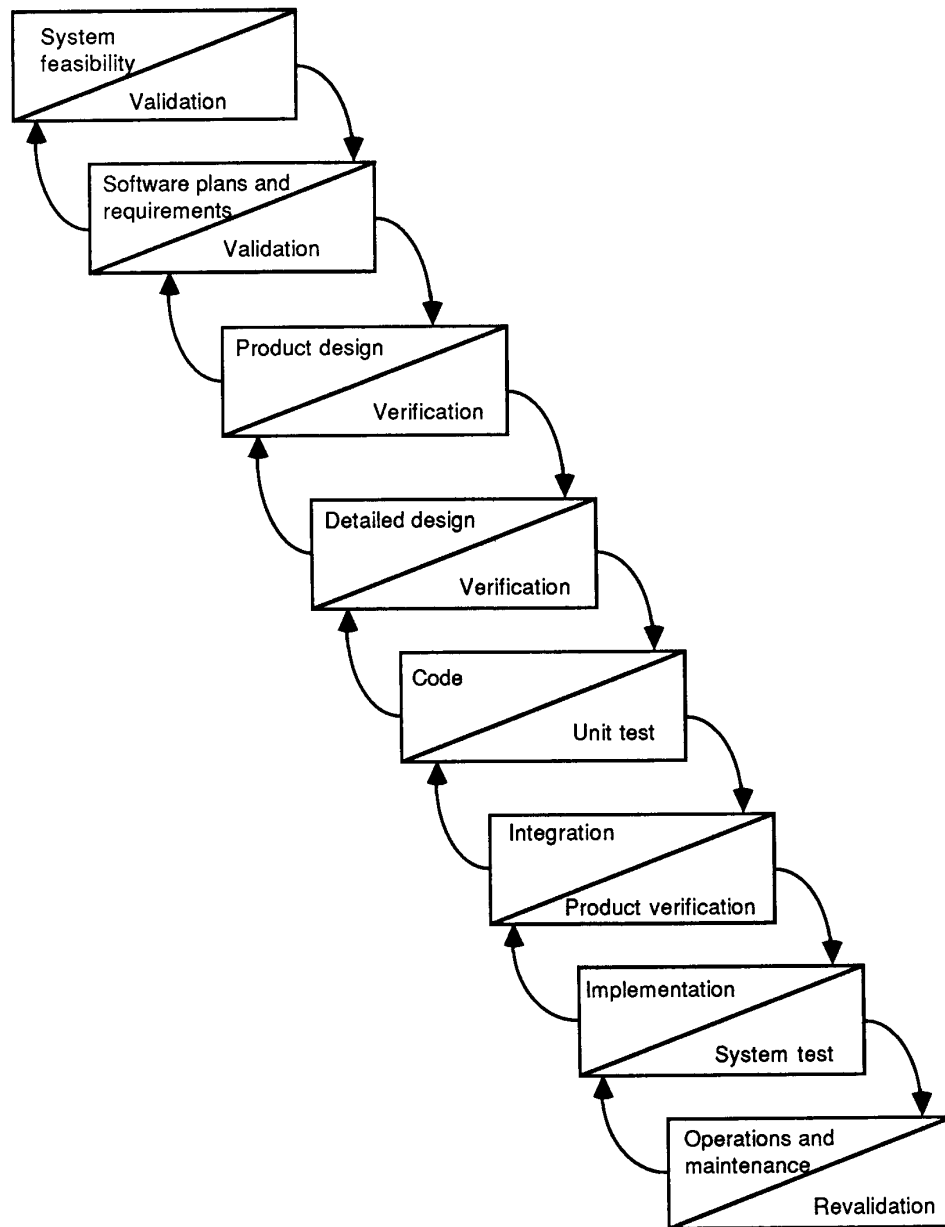 System
feasibility
Validation
Software plans and
requirements
Validation
Product design
Verification
Detailed design
Verification
Code
Unit test
Integration
Product verification
Implementation
System test
Operations and
maintenance
Revalidation